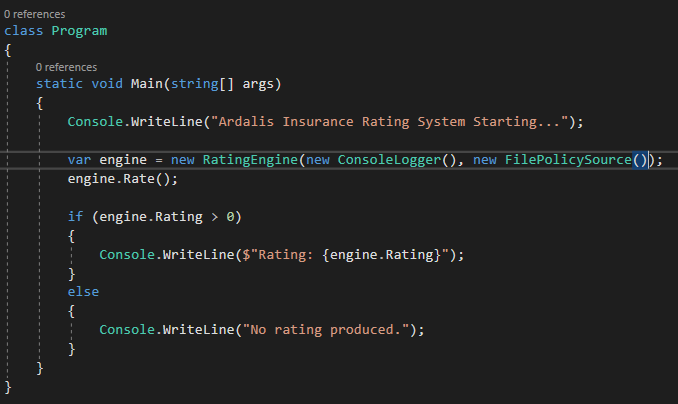 0 references
class Program
{
0 references
static void Main(string[] args)
{
Console.WriteLine("Ardalis Insurance Rating System Starting...");
var engine = new RatingEngine(new ConsoleLogger(), new FilePolicySource());
engine.Rate();
if (engine.Rating > 0)
{
Console.WriteLine($"Rating: {engine.Rating}");
}
else
{
Console.WriteLine("No rating produced.");
}
}
}